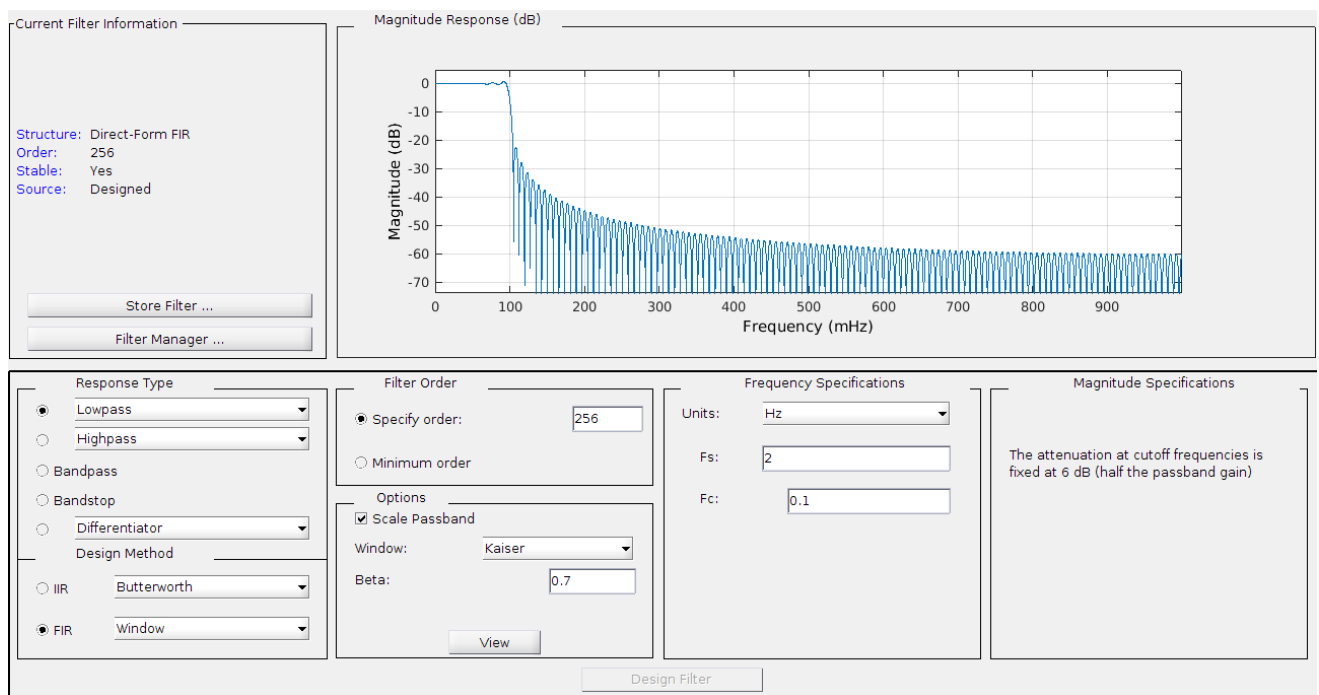 Current Filter Information
Structure: Direct-Form FIR
Order: 256
Stable: Yes
Source: Designed
Store Filter ...
Filter Manager ...
Magnitude Response (dB)
Magnitude (dB)
0
-10
-20
-30
-40
-50
-60
-70
0 100 200 300 400 500 600 700 800 900
Frequency (mHz)
Response Type
Lowpass
Highpass
Bandpass
Bandstop
Differentiator
Design Method
IIR Butterworth
FIR Window
Filter Order
Specify order: 256
Minimum order
Options
Scale Passband
Window: Kaiser
Beta: 0.7
View
Frequency Specifications
Units: Hz
Fs: 2
Fc: 0.1
Magnitude Specifications
The attenuation at cutoff frequencies is
fixed at 6 dB (half the passband gain)
Design Filter